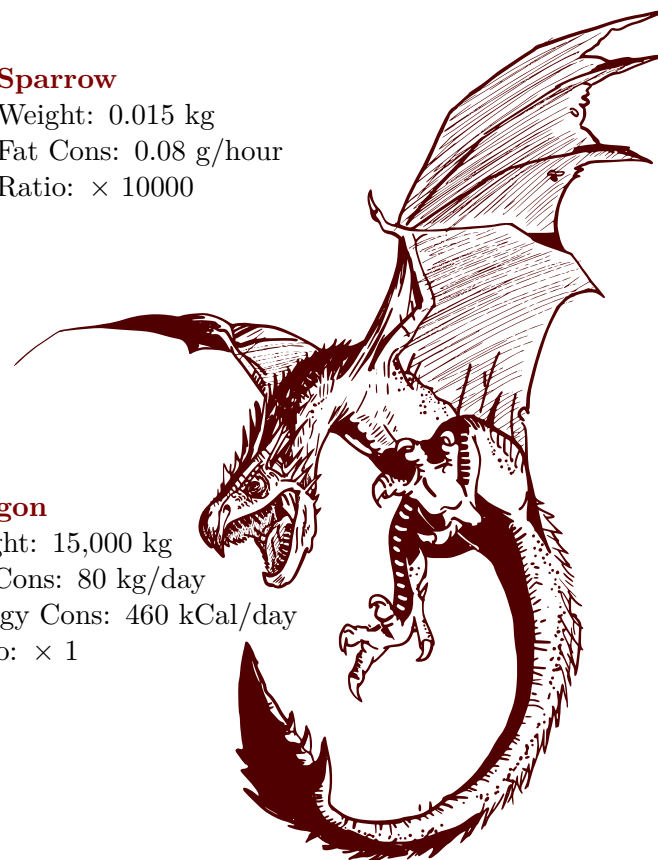 Sparrow
Weight: 0.015 kg
Fat Cons: 0.08 g/hour
Ratio: × 10000
gon
ght: 15,000 kg
Cons: 80 kg/day
gy Cons: 460 kCal/day
o: × 1